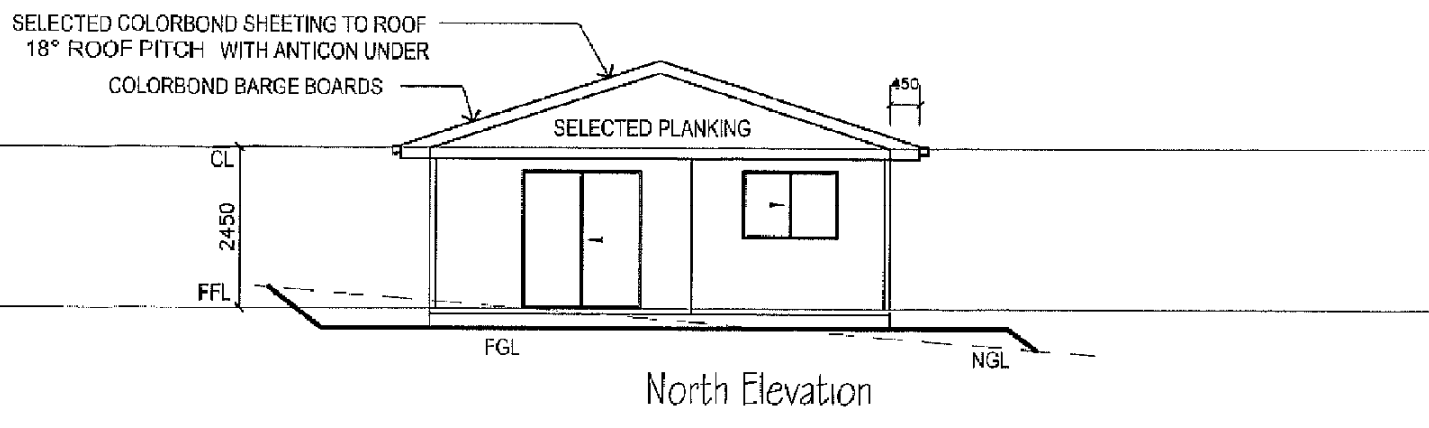 SELECTED COLORBOND SHEETING TO ROOF
18° ROOF PITCH WITH ANTICON UNDER
COLORBOND BARGE BOARDS
450
SELECTED PLANKING
CL
2450
FFL
FGL
NGL
North Elevation